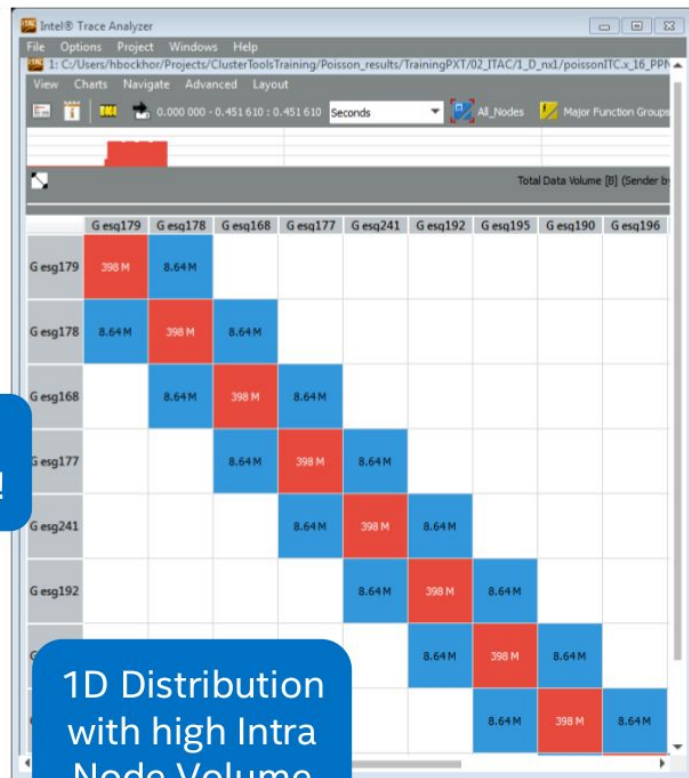 Intel® Trace Analyzer
File Options Project Windows Help
1: C:/Users/hbockhor/Projects/ClusterToolsTraining/Poisson_results/TrainingPXT/02_ITAC/1_D_nx1/poissonITC.x_16_PPN
View Charts Navigate Advanced Layout
0.000 000 - 0.451 610 : 0.451 610 Seconds All_Nodes Major Function Groups
Total Data Volume [B] (Sender by
G esg179 G esg178 G esg168 G esg177 G esg241 G esg192 G esg195 G esg190 G esg196
G esg179 398 M 8.64 M
G esg178 8.64 M 398 M 8.64 M
G esg168 8.64 M 398 M 8.64 M
!
G esg177 8.64 M 398 M 8.64 M
G esg241 8.64 M 398 M 8.64 M
G esg192 8.64 M 398 M 8.64 M
8.64 M 398 M 8.64 M
8.64 M 398 M 8.64 M
1D Distribution
with high Intra
Node Volume